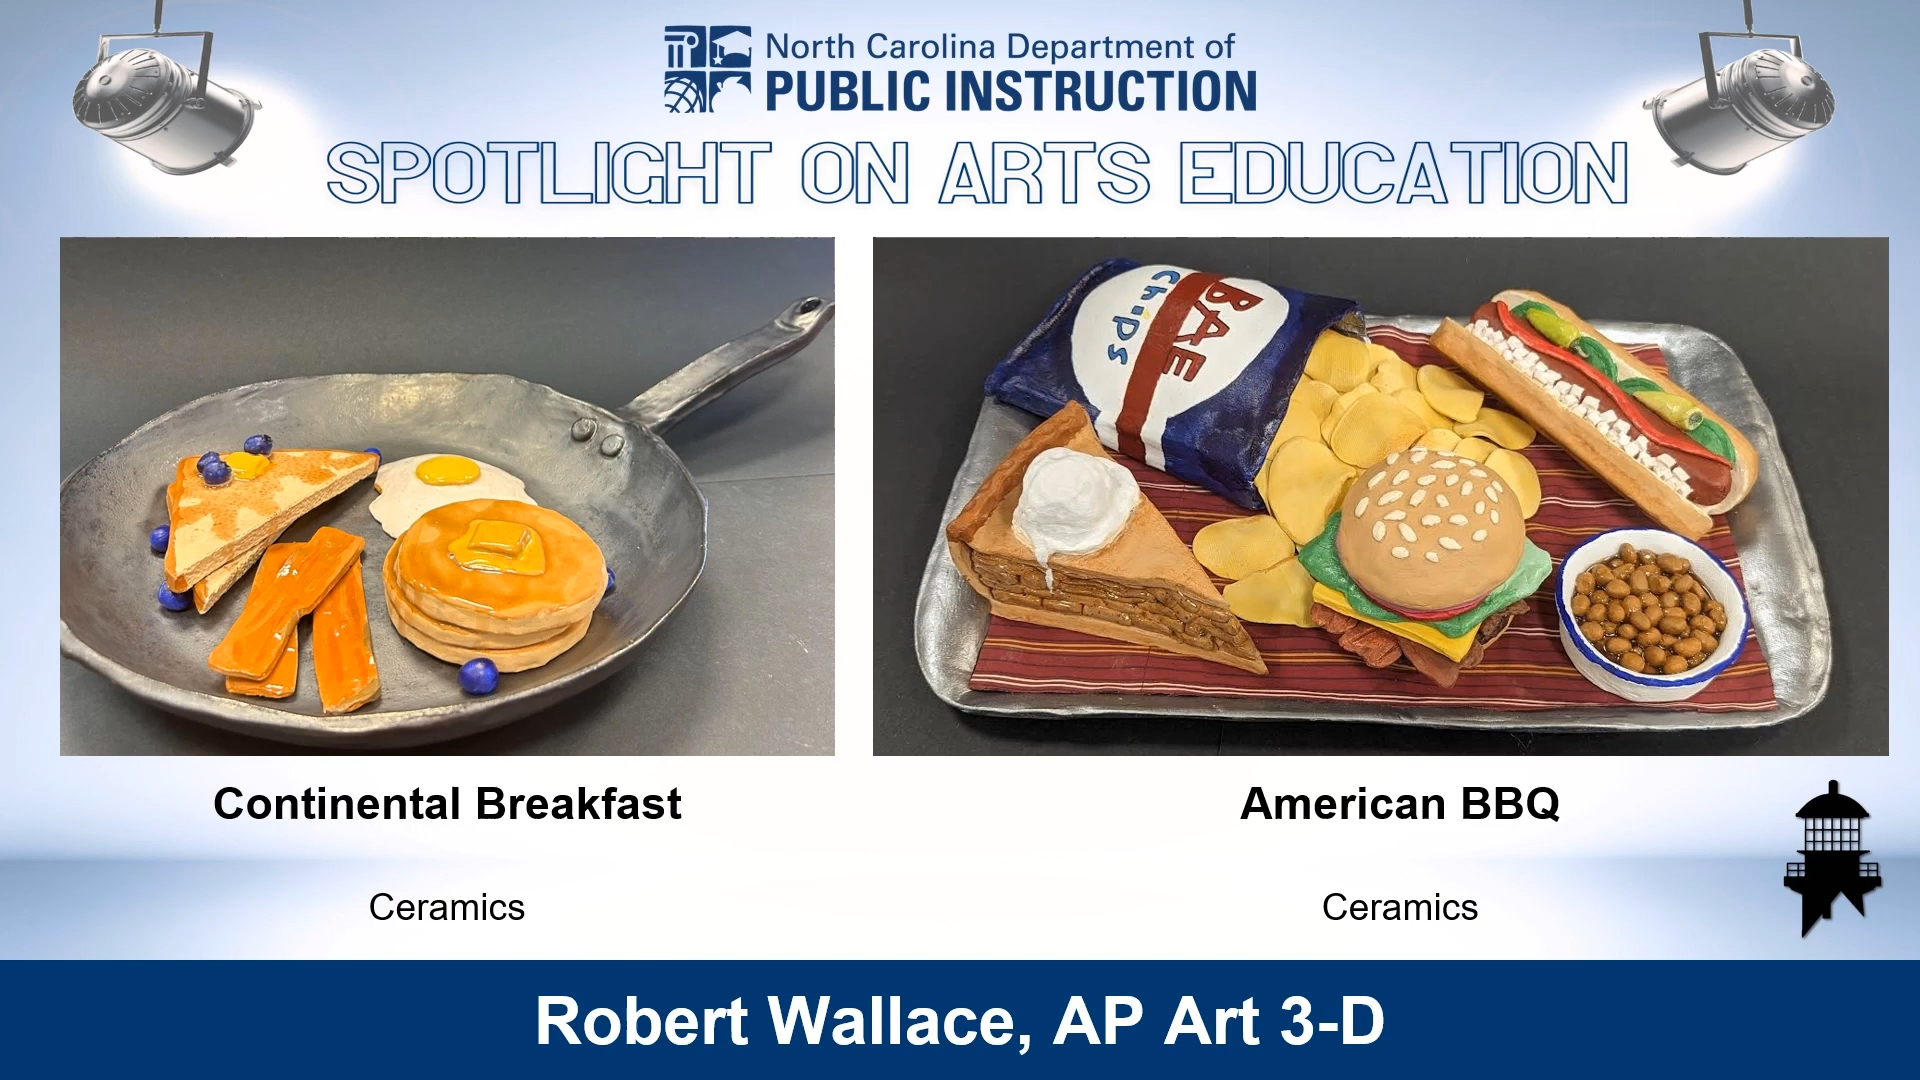 North Carolina Department of
PUBLIC INSTRUCTION
SPOTLIGHT ON ARTS EDUCATION
BAE
Chips
Continental Breakfast
American BBQ
Ceramics
Ceramics
Robert Wallace, AP Art 3-D